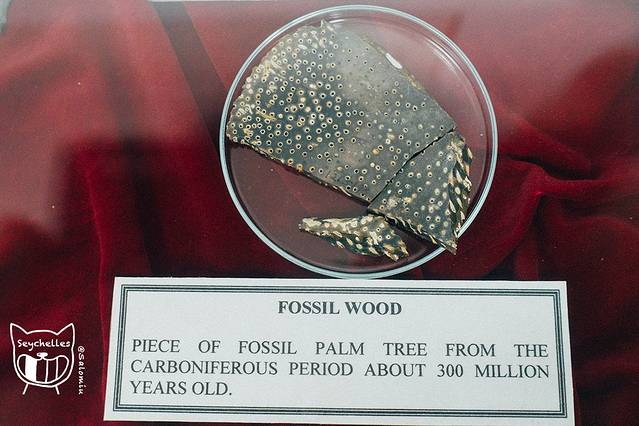 FOSSIL WOOD
PIECE OF FOSSIL PALM TREE FROM THE
CARBONIFEROUS PERIOD ABOUT 300 MILLION
YEARS OLD.
Seychelles
@Salomiu